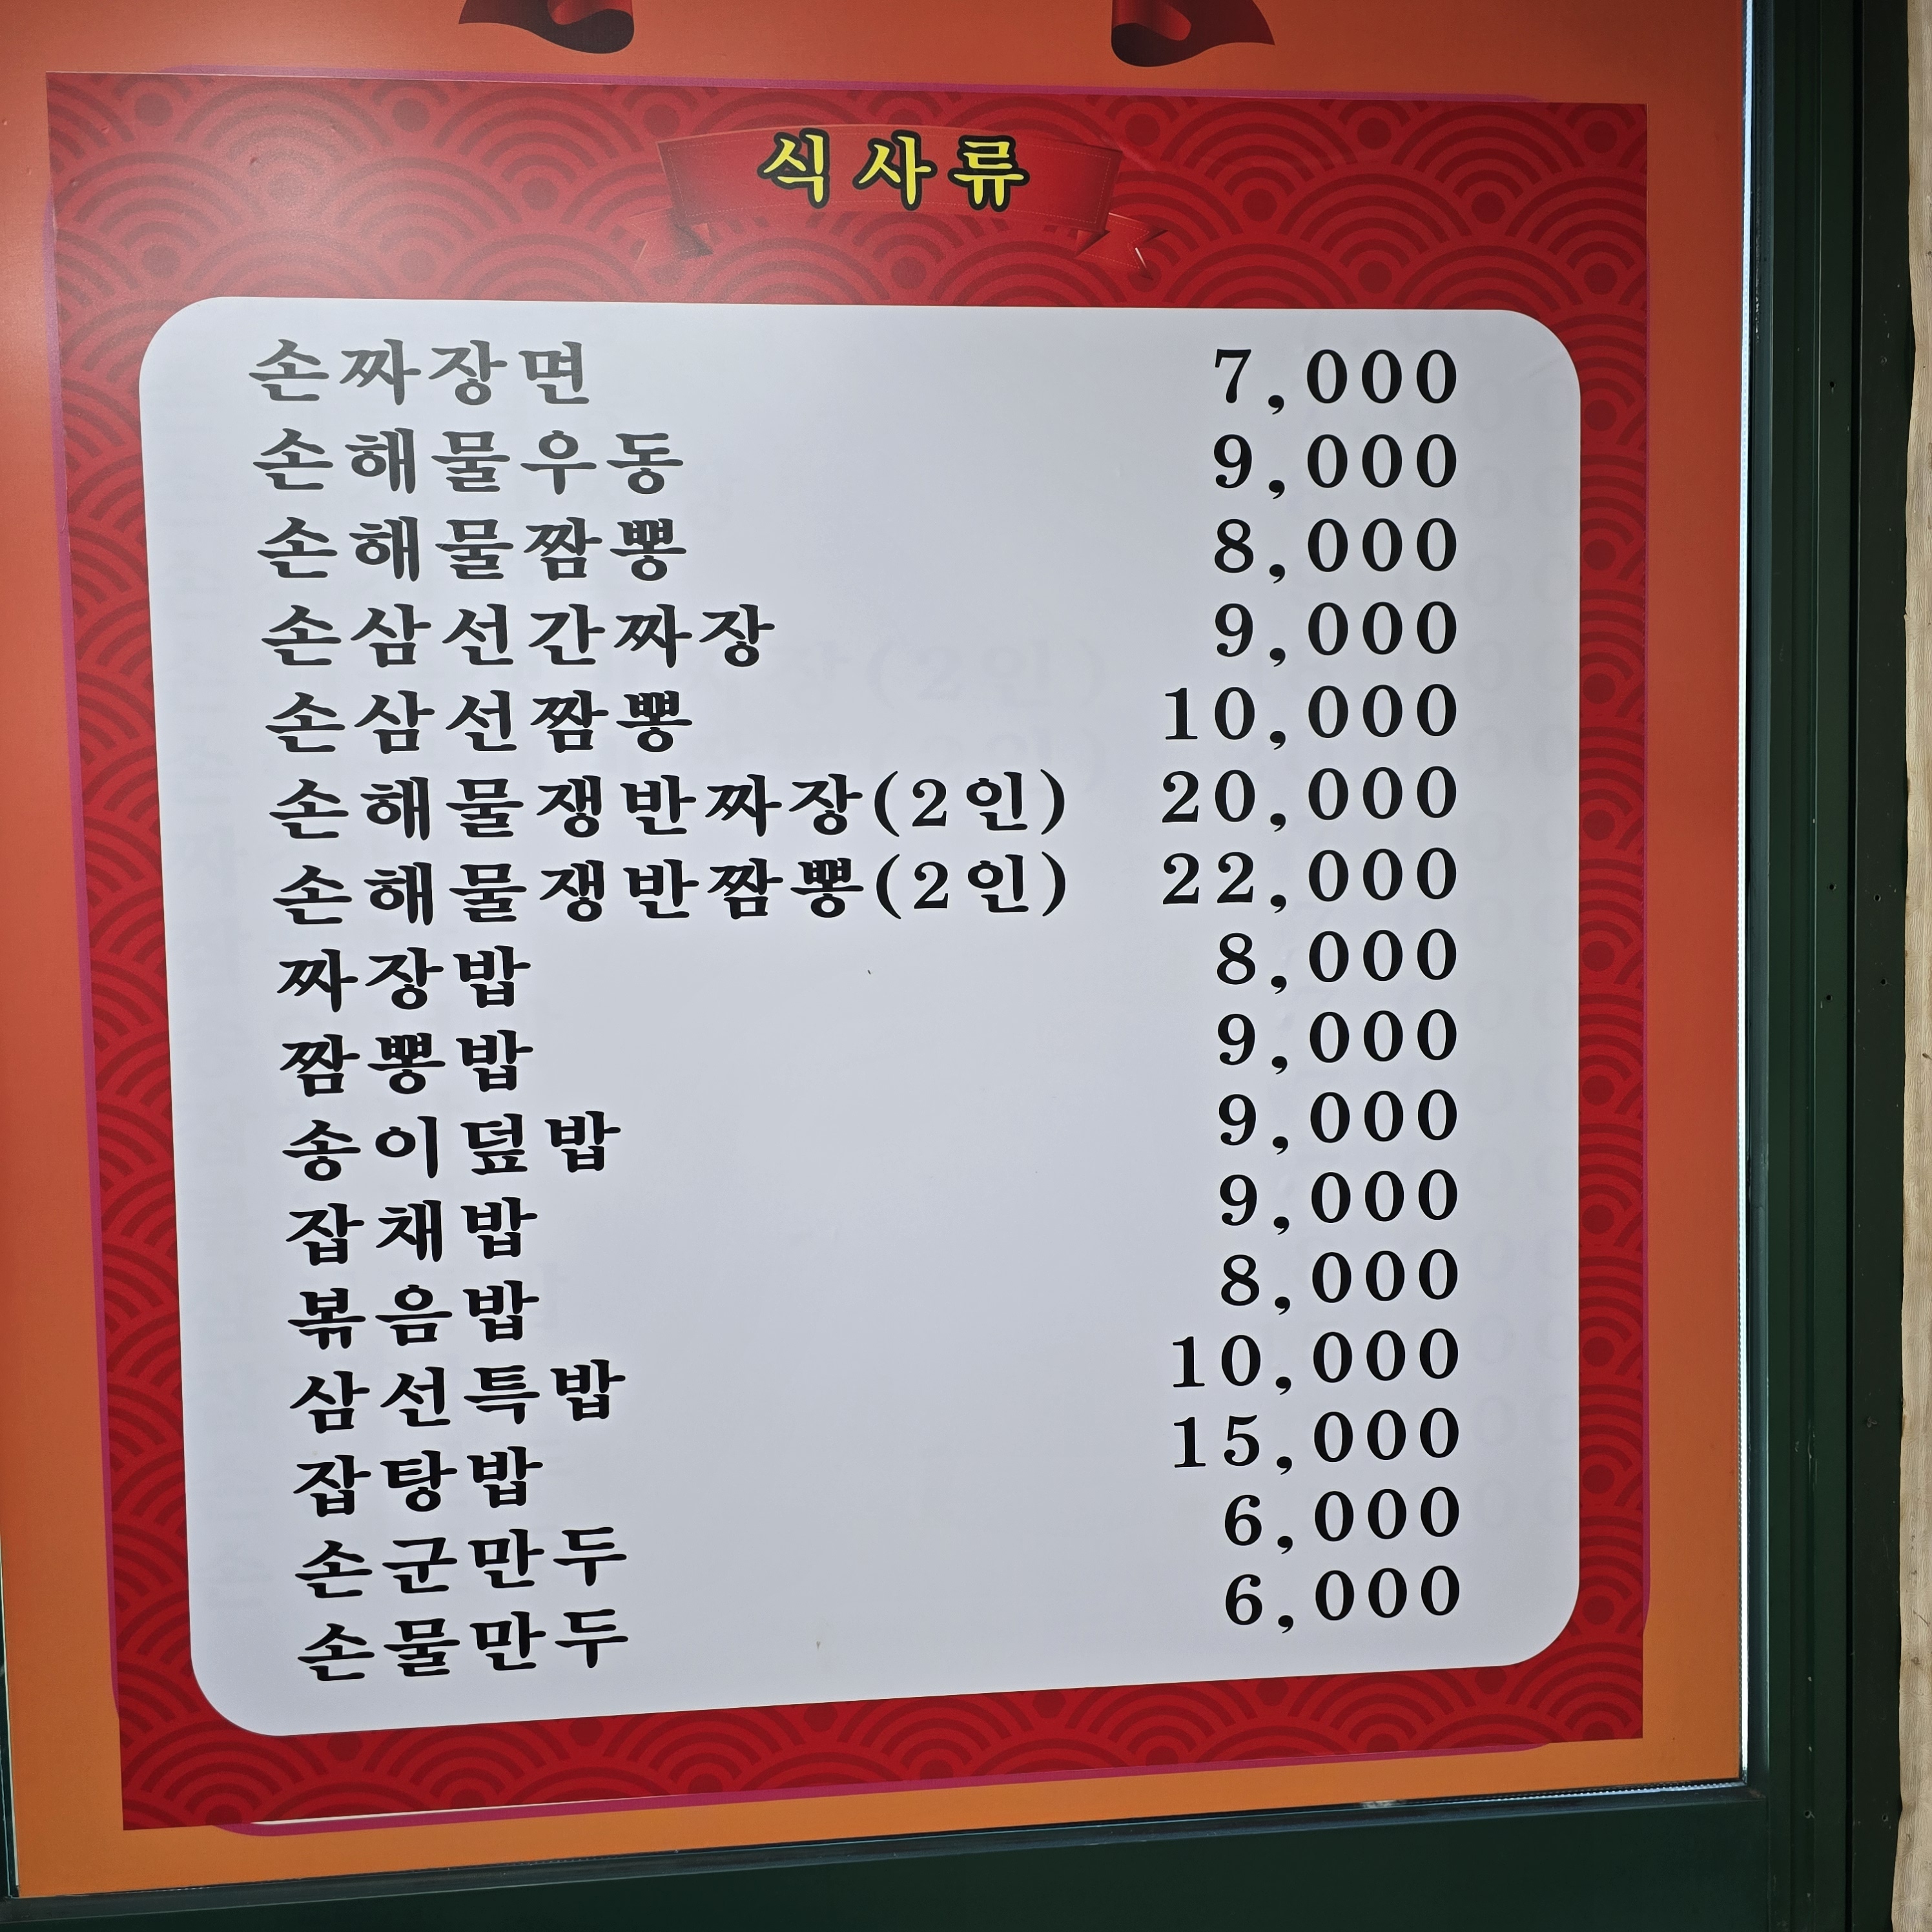 식사류
손짜장면 7,000
손해물우동 9,000
손해물짬뽕 8,000
손삼선간짜장 9,000
손삼선짬뽕 10,000
손해물쟁반짜장(2인) 20,000
손해물쟁반짬뽕(2인) 22,000
짜장밥 8,000
짬뽕밥 9,000
송이덮밥 9,000
잡채밥 9,000
볶음밥 8,000
삼선특밥 10,000
잡탕밥 15,000
손군만두 6,000
손물만두 6,000